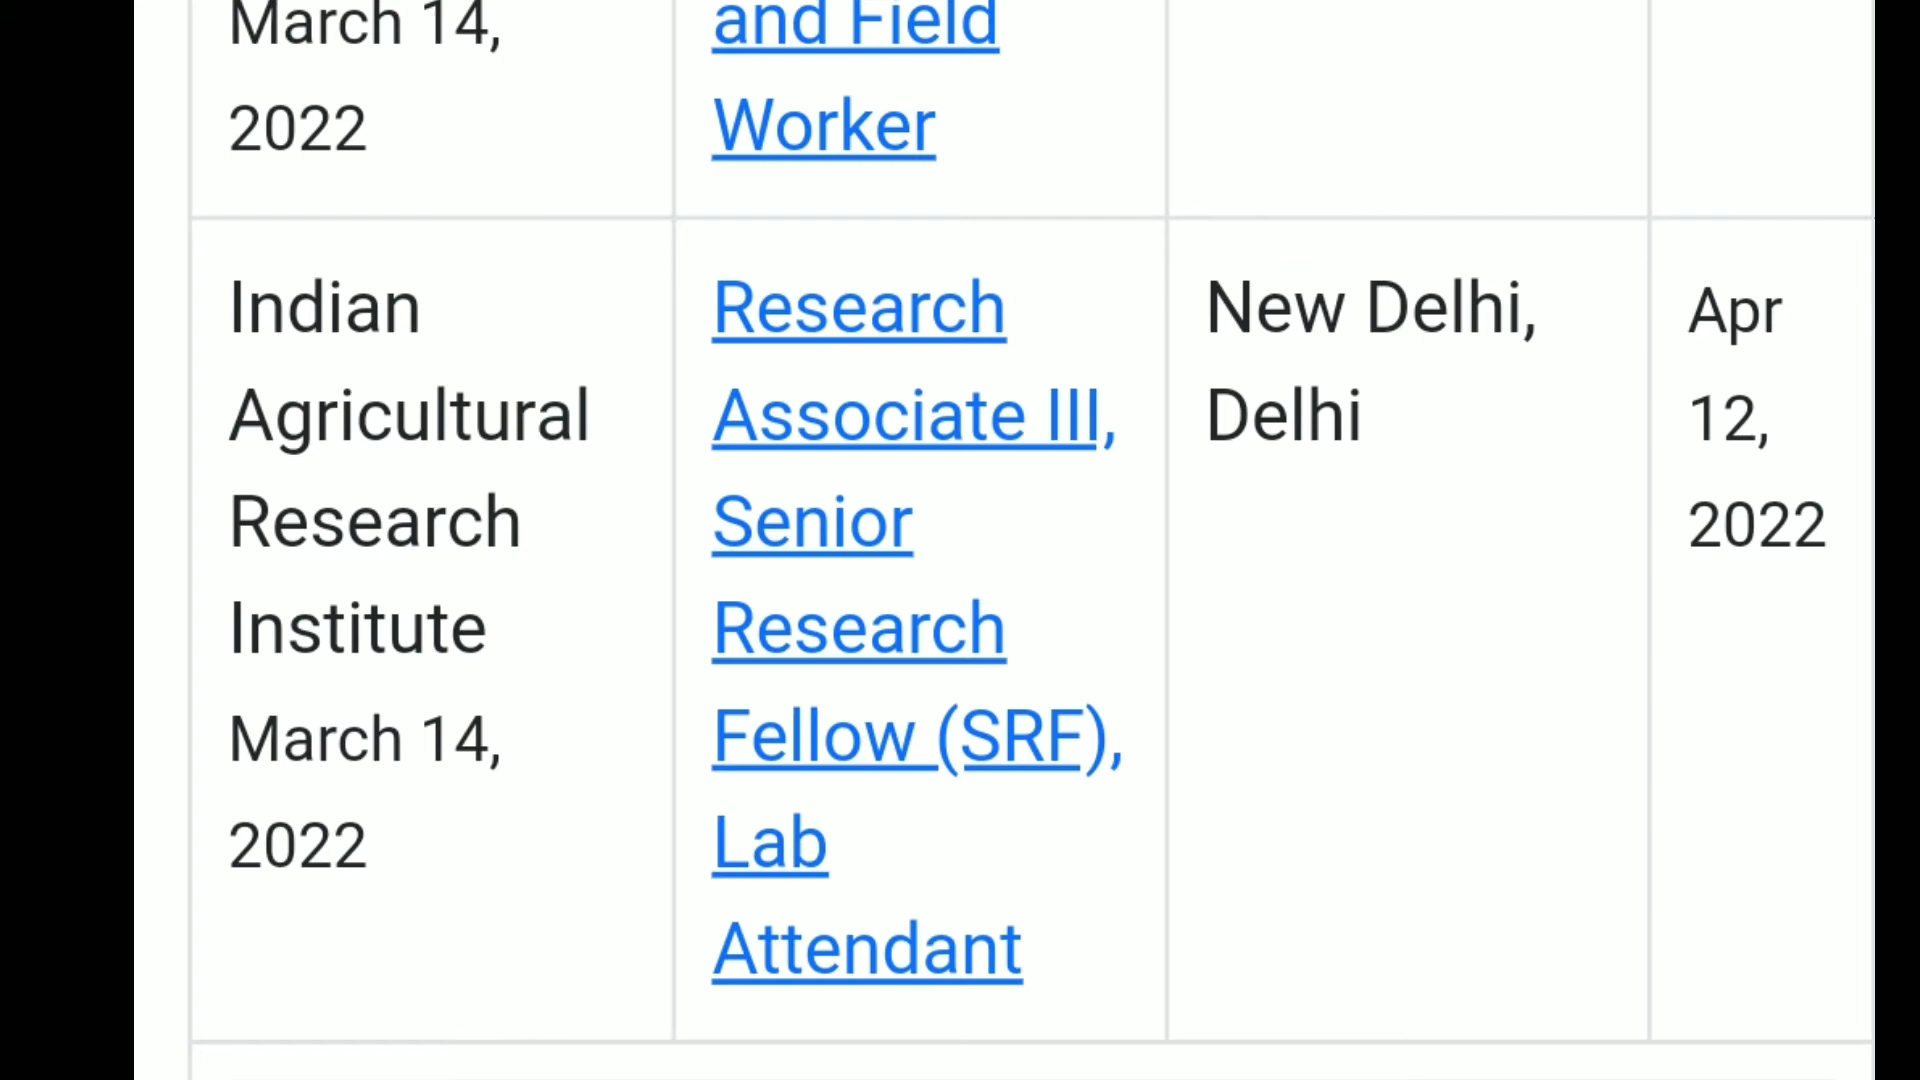 March 14,
2022
and Field
Worker
Indian
Agricultural
Research
Institute
March 14,
2022
Research
Associate III,
Senior
Research
Fellow (SRF),
Lab
Attendant
New Delhi,
Delhi
Apr
12,
2022